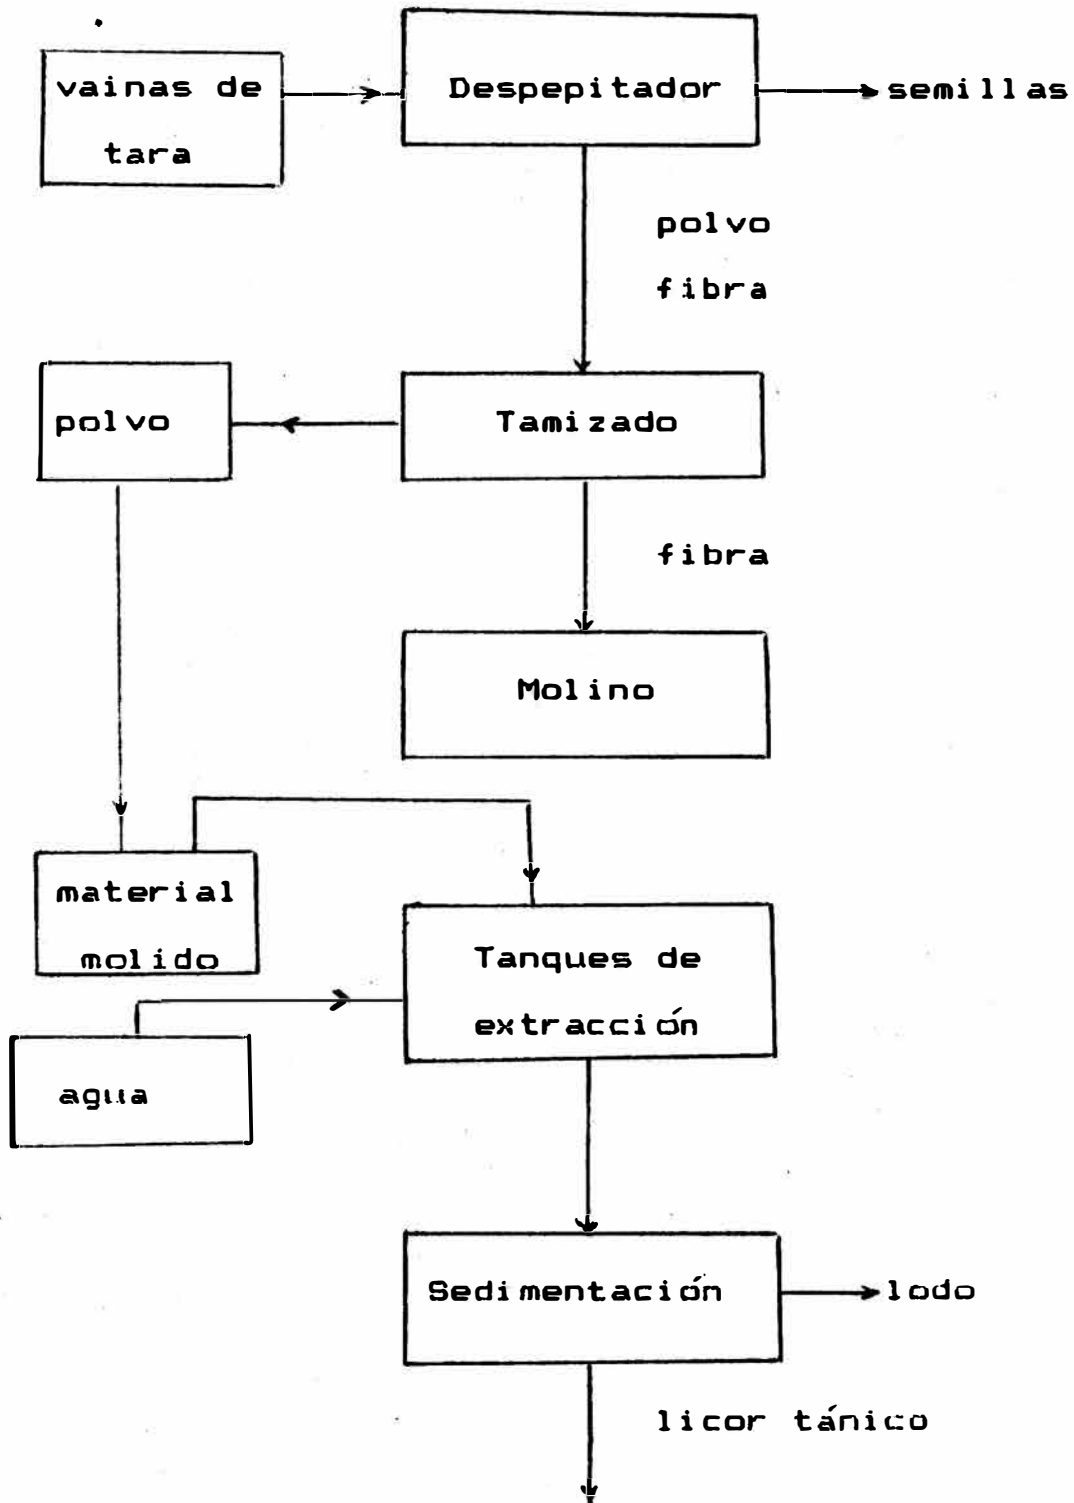 vainas de
tara
Despepitador
semillas
polvo
fibra
polvo
Tamizado
fibra
Molino
material
molido
Tanques de
extracción
agua
Sedimentación
lodo
licor tánico